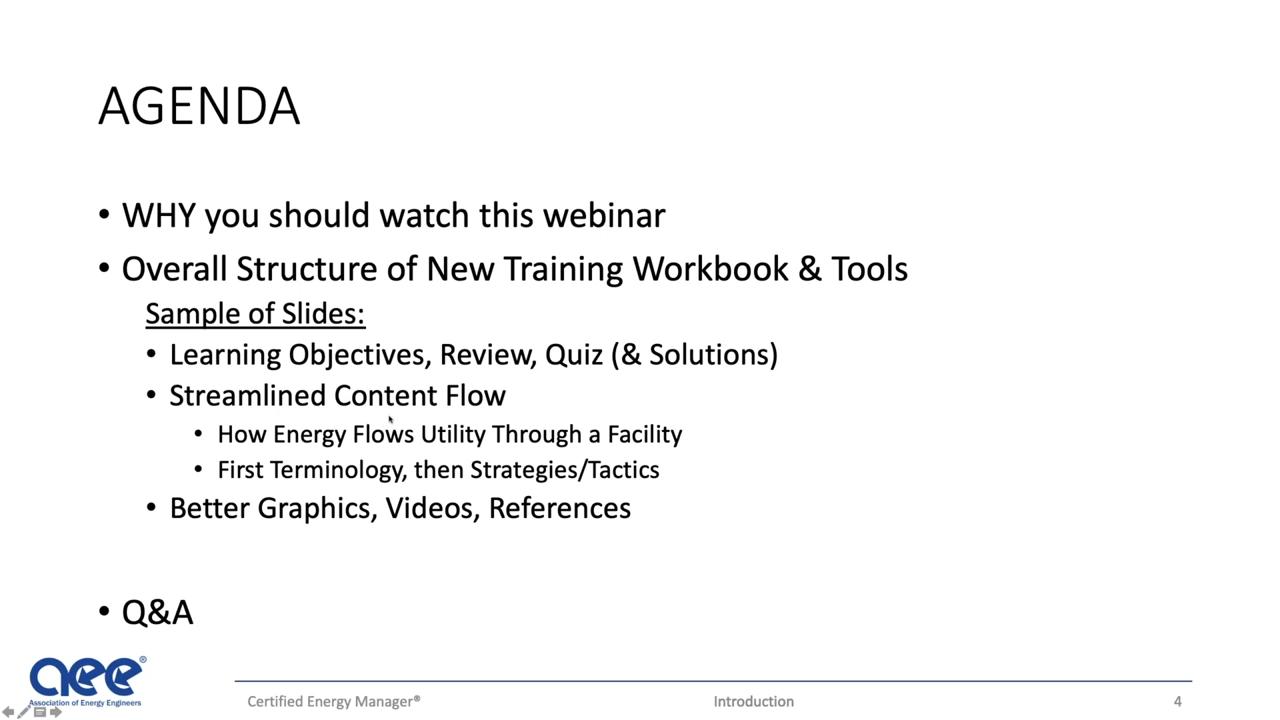 AGENDA
• WHY you should watch this webinar
• Overall Structure of New Training Workbook & Tools
Sample of Slides:
• Learning Objectives, Review, Quiz (& Solutions)
• Streamlined Content Flow
• How Energy Flows Utility Through a Facility
• First Terminology, then Strategies/Tactics
• Better Graphics, Videos, References
• Q&A
aee®
Association of Energy Engineers
Certified Energy Manager®
Introduction
4